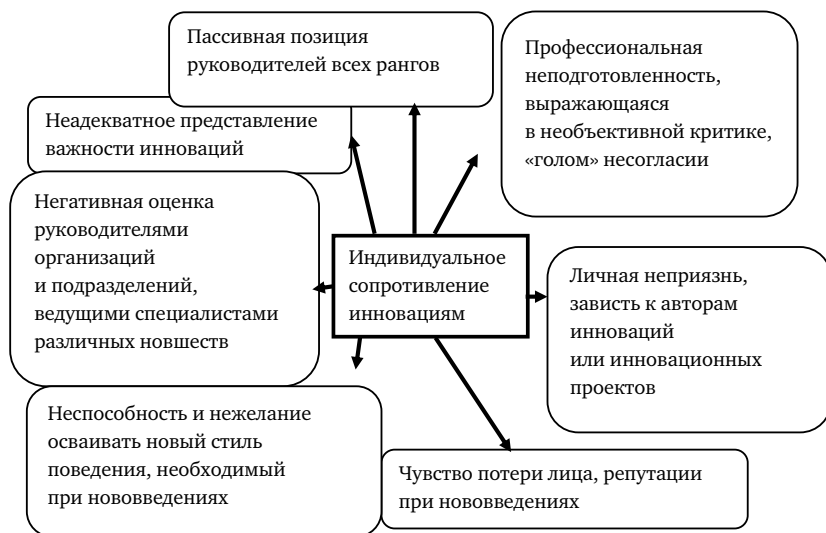 Пассивная позиция
руководителей всех рангов
Профессиональная
неподготовленность,
выражающаяся
в необъективной критике,
«голом» несогласии
Неадекватное представление
важности инноваций
Негативная оценка
руководителями
организаций
и подразделений,
ведущими специалистами
различных новшеств
Индивидуальное
сопротивление
инновациям
Личная неприязнь,
зависть к авторам
инноваций
или инновационных
проектов
Неспособность и нежелание
осваивать новый стиль
поведения, необходимый
при нововведениях
Чувство потери лица, репутации
при нововведениях